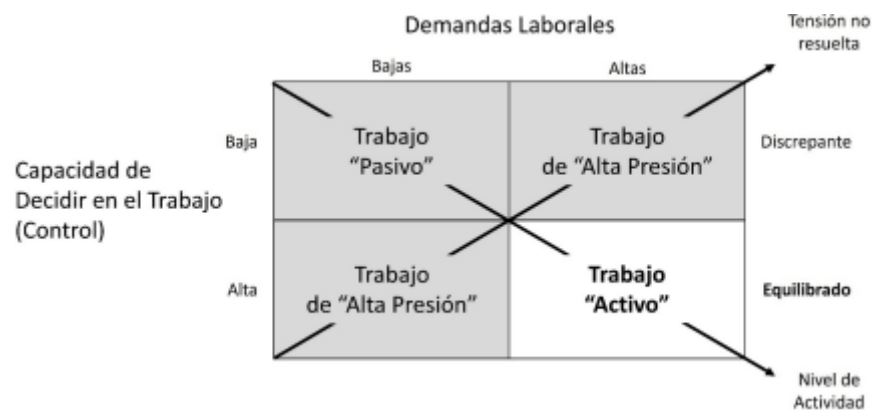 Demandas Laborales
Tensión no
resuelta
Bajas
Altas
Baja
Trabajo
"Pasivo"
Trabajo
de "Alta Presión"
Discrepante
Capacidad de
Decidir en el Trabajo
(Control)
Alta
Trabajo
de "Alta Presión"
Trabajo
"Activo"
Equilibrado
Nivel de
Actividad